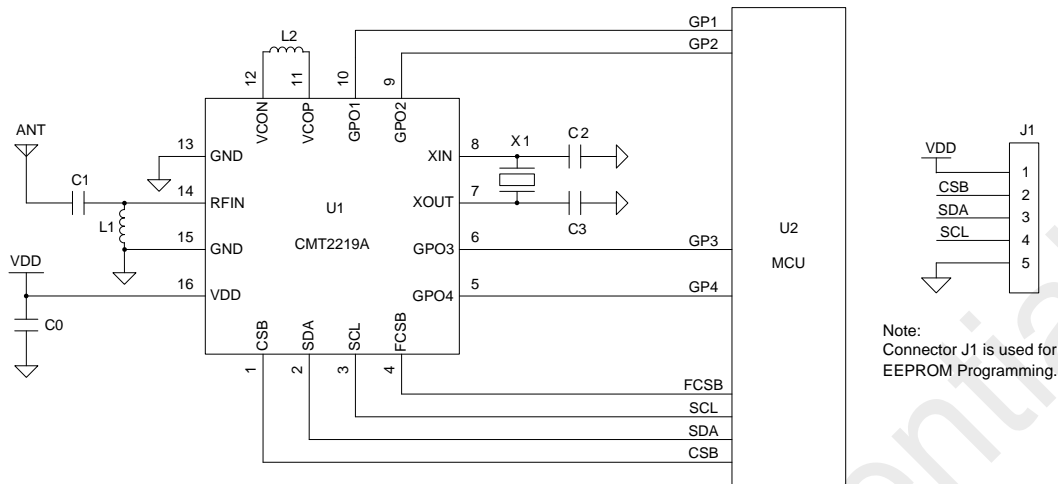 GP1
GP2
L2
12
11
10
9
VCON
VCOP
GPO1
GPO2
ANT
13
GND
8
XIN
X1
C2
C1
14
RFIN
7
XOUT
L1
U1
C3
15
GND
CMT2219A
6
GPO3
GP3
VDD
16
VDD
5
GPO4
GP4
C0
CSB
SDA
SCL
FCSB
1
2
3
4
FCSB
SCL
SDA
CSB
U2
MCU
J1
VDD
1
CSB
2
SDA
3
SCL
4
5
Note:
Connector J1 is used for
EEPROM Programming.